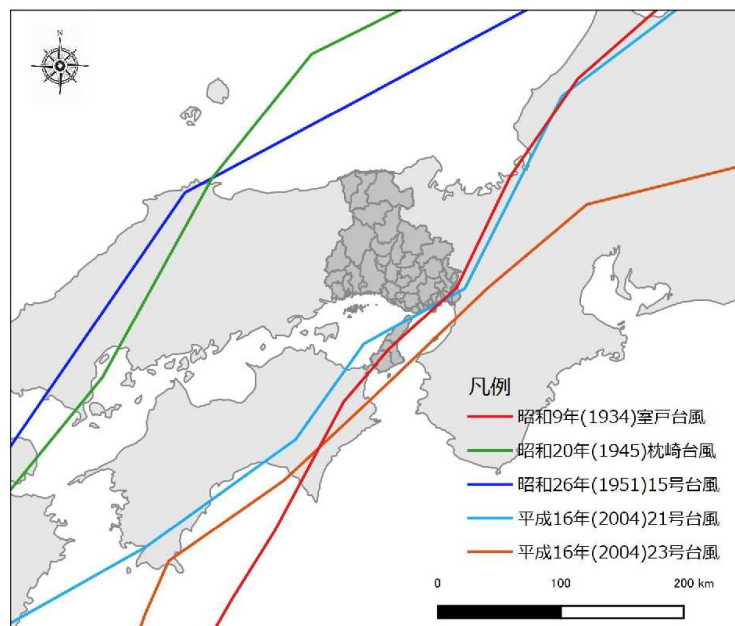 N
凡例
昭和9年(1934)室戸台風
昭和20年(1945)枕崎台風
昭和26年(1951)15号台風
平成16年(2004)21号台風
平成16年(2004)23号台風
0 100 200 km